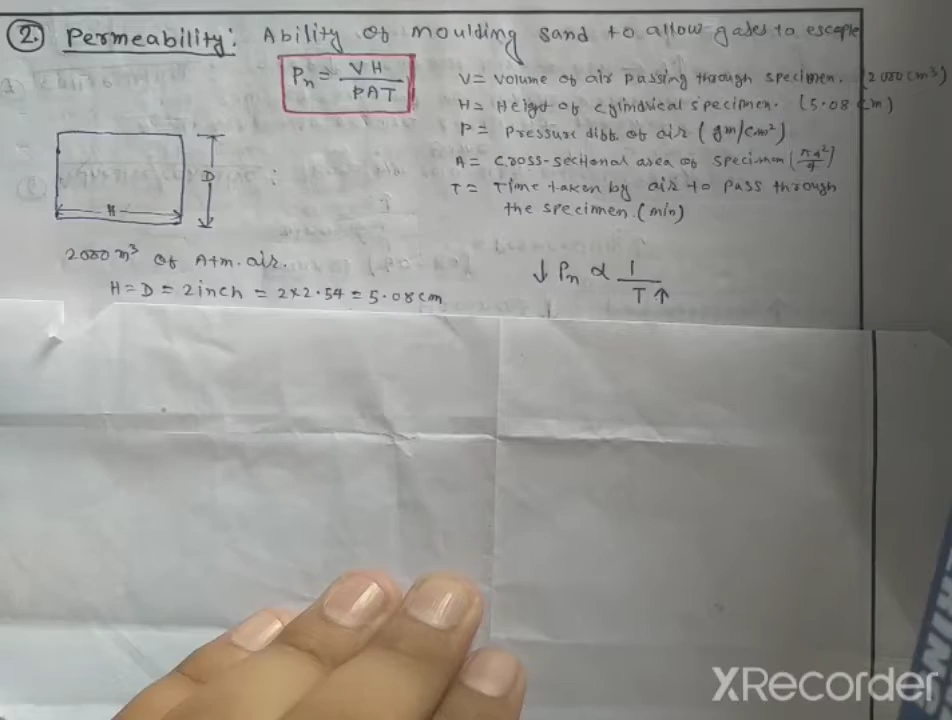 2. Permeability: Ability of moulding sand to allow gases to escape
Pn = VH / PAT
V = Volume of air passing through specimen. (2000 cm³)
H = Height of cylindrical specimen. (5.08 cm)
P = Pressure diff. of air (gm/cm²)
A = cross-sectional area of specimen (πd²/4)
T = Time taken by air to pass through
the specimen. (min)
D
H
2000 m³ of Atm. air.
H = D = 2 inch = 2×2.54 = 5.08 cm
↓ Pn ∝ 1 / T ↑
XRecorder